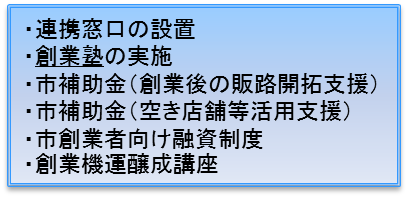 ・連携窓口の設置
・創業塾の実施
・市補助金（創業後の販路開拓支援）
・市補助金（空き店舗等活用支援）
・市創業者向け融資制度
・創業機運醸成講座